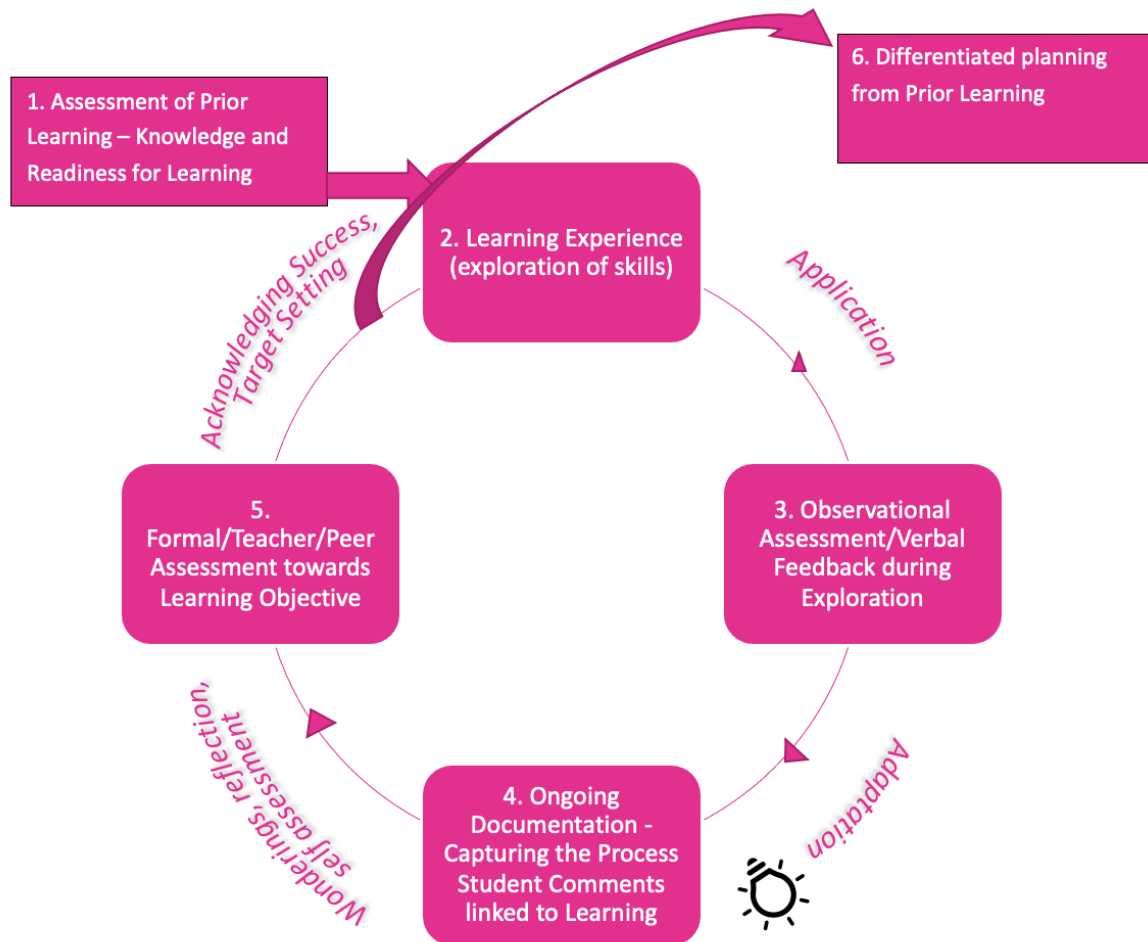 1. Assessment of Prior
Learning – Knowledge and
Readiness for Learning
6. Differentiated planning
from Prior Learning
2. Learning Experience
(exploration of skills)
Application
3. Observational
Assessment/Verbal
Feedback during
Exploration
Adaptation
4. Ongoing
Documentation -
Capturing the Process
Student Comments
linked to Learning
Wonderings, reflection,
self assessment
5.
Formal/Teacher/Peer
Assessment towards
Learning Objective
Acknowledging Success,
Target Setting